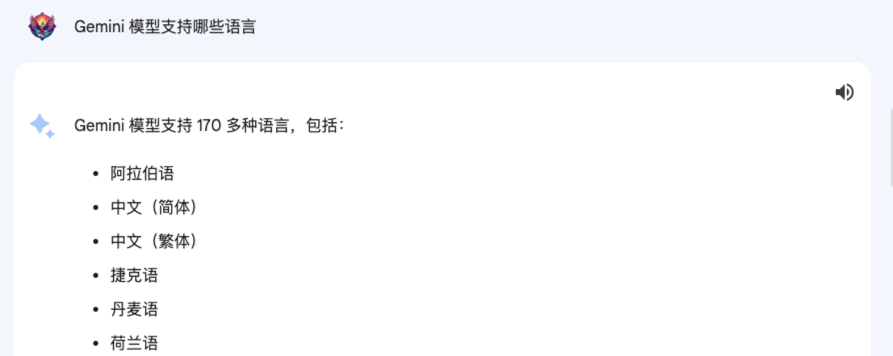 Gemini 模型支持哪些语言
Gemini 模型支持 170 多种语言，包括：
• 阿拉伯语
• 中文（简体）
• 中文（繁体）
• 捷克语
• 丹麦语
• 荷兰语